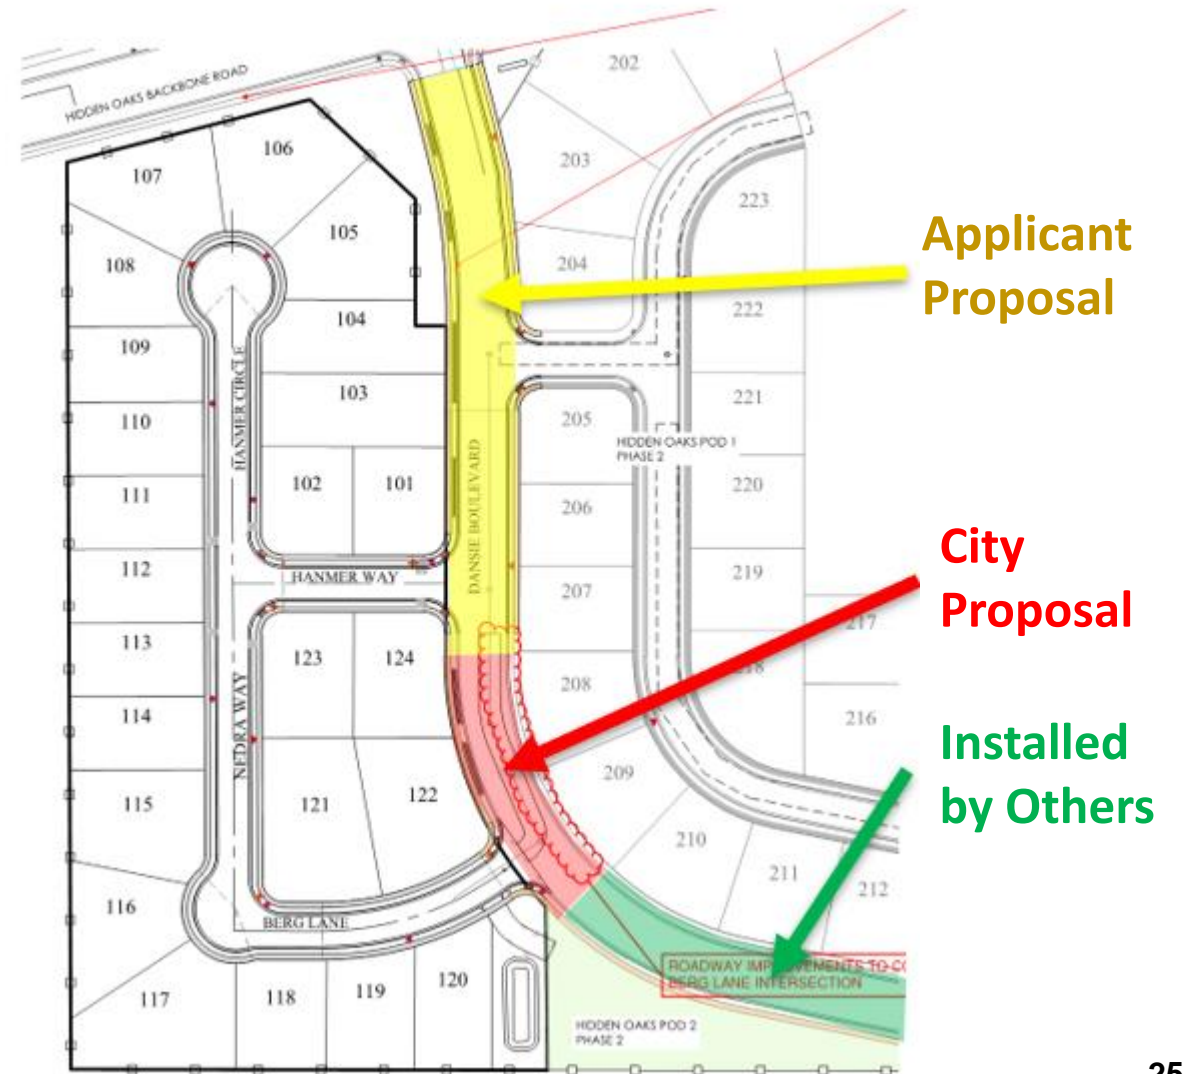 HIDDEN OAKS BACKBONE ROAD
202
106
107
203
223
105
108
204
Applicant
Proposal
104
222
109
103
HANMER CIRCLE
221
110
205
HIDDEN OAKS POD 1
PHASE 2
DANSIE BOULEVARD
102
101
111
220
206
City
Proposal
112
HANMER WAY
219
207
217
113
123
124
218
208
114
216
NEDRA WAY
Installed
by Others
209
115
121
122
210
211
212
116
BERG LANE
ROADWAY IMPROVEMENTS TO CO
BERG LANE INTERSECTION
117
118
119
120
HIDDEN OAKS POD 2
PHASE 2
25